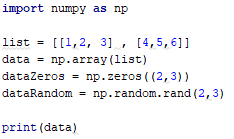 import numpy as np
list = [[1,2, 3] , [4,5,6]]
data = np.array(list)
dataZeros = np.zeros((2,3))
dataRandom = np.random.rand(2,3)
print(data)